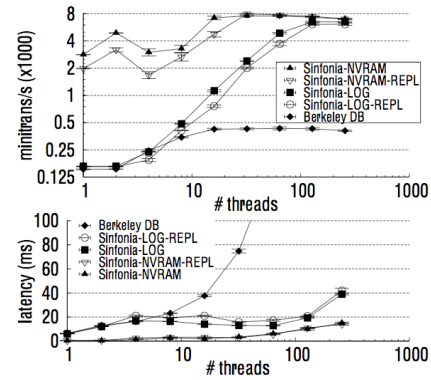 minitrans/s (x1000)
8
4
2
1
0.5
0.25
0.125
Sinfonia-NVRAM
Sinfonia-NVRAM-REPL
Sinfonia-LOG
Sinfonia-LOG-REPL
Berkeley DB
1 10 100 1000
# threads
latency (ms)
100
80
60
40
20
0
Berkeley DB
Sinfonia-LOG-REPL
Sinfonia-LOG
Sinfonia-NVRAM-REPL
Sinfonia-NVRAM
1 10 100 1000
# threads